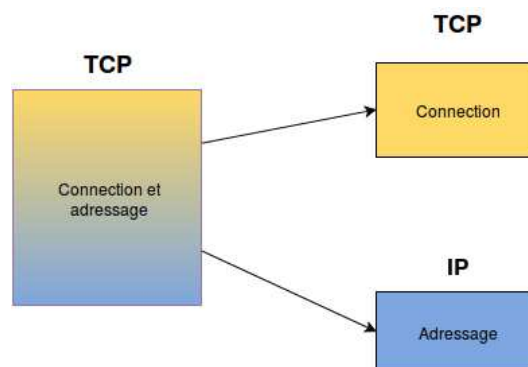 TCP
Connection et
adressage
TCP
Connection
IP
Adressage